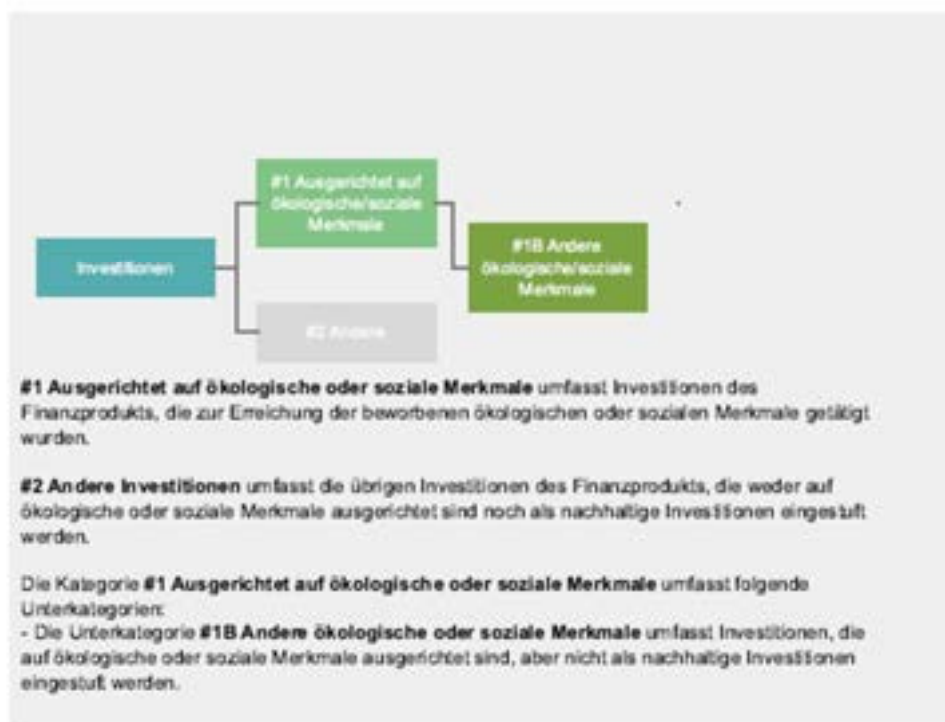 #1 Ausgerichtet auf
ökologische/soziale
Merkmale
#1B Andere
ökologische/soziale
Merkmale
Investitionen
#2 Andere
#1 Ausgerichtet auf ökologische oder soziale Merkmale umfasst Investitionen des
Finanzprodukts, die zur Erreichung der beworbenen ökologischen oder sozialen Merkmale getätigt
wurden.
#2 Andere Investitionen umfasst die übrigen Investitionen des Finanzprodukts, die weder auf
ökologische oder soziale Merkmale ausgerichtet sind noch als nachhaltige Investitionen eingestuft
werden.
Die Kategorie #1 Ausgerichtet auf ökologische oder soziale Merkmale umfasst folgende
Unterkategorien:
- Die Unterkategorie #1B Andere ökologische oder soziale Merkmale umfasst Investitionen, die
auf ökologische oder soziale Merkmale ausgerichtet sind, aber nicht als nachhaltige Investitionen
eingestuft werden.